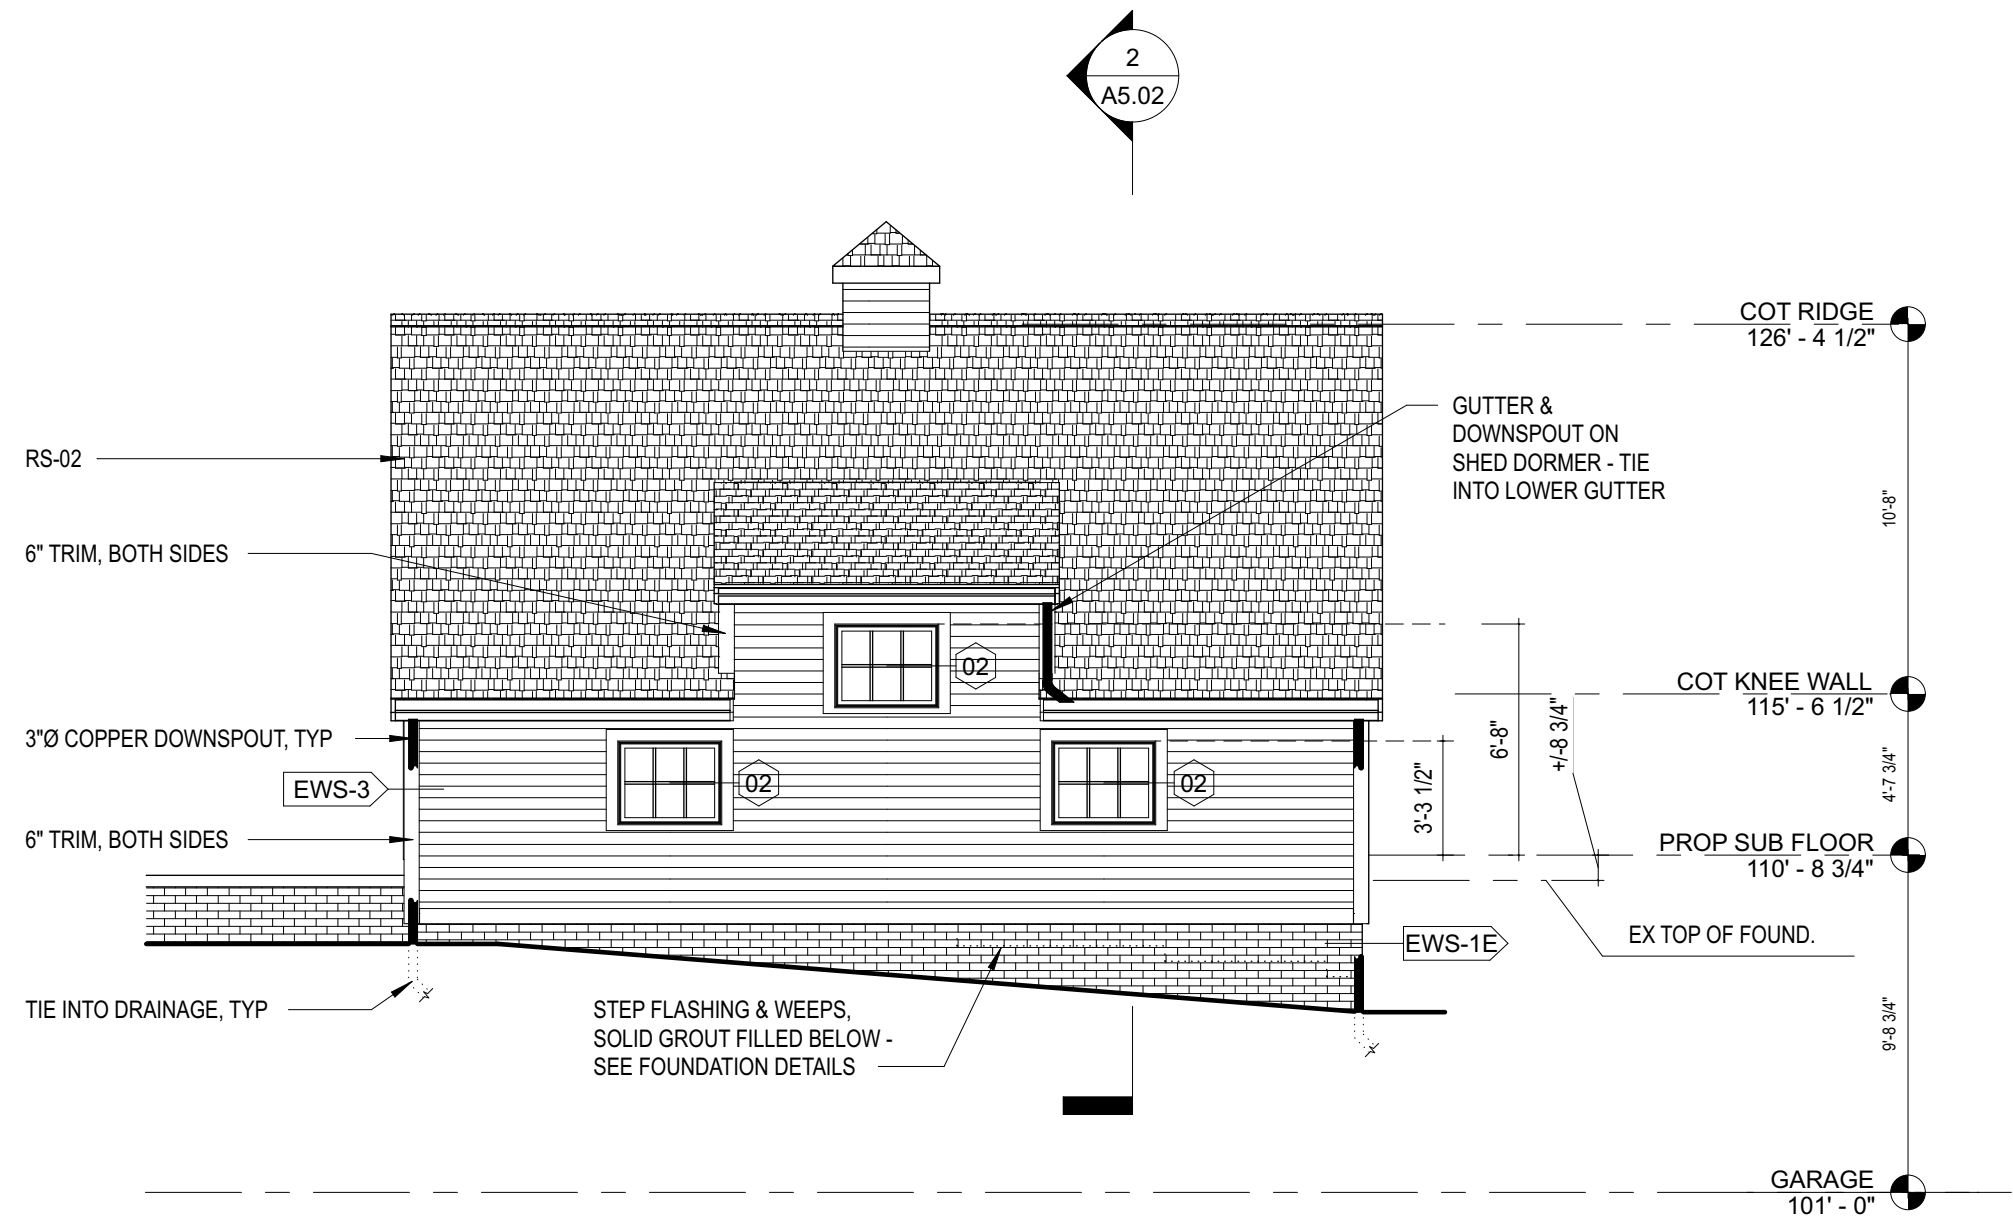 2
A5.02
COT RIDGE
126' - 4 1/2"
GUTTER &
DOWNSPOUT ON
SHED DORMER - TIE
INTO LOWER GUTTER
RS-02
10'-8"
6" TRIM, BOTH SIDES
02
COT KNEE WALL
115' - 6 1/2"
3"Ø COPPER DOWNSPOUT, TYP
6'-8"
+/-8 3/4"
EWS-3
02
02
3'-3 1/2"
4'-7 3/4"
6" TRIM, BOTH SIDES
PROP SUB FLOOR
110' - 8 3/4"
EWS-1E
EX TOP OF FOUND.
TIE INTO DRAINAGE, TYP
STEP FLASHING & WEEPS,
SOLID GROUT FILLED BELOW -
SEE FOUNDATION DETAILS
9'-8 3/4"
GARAGE
101' - 0"